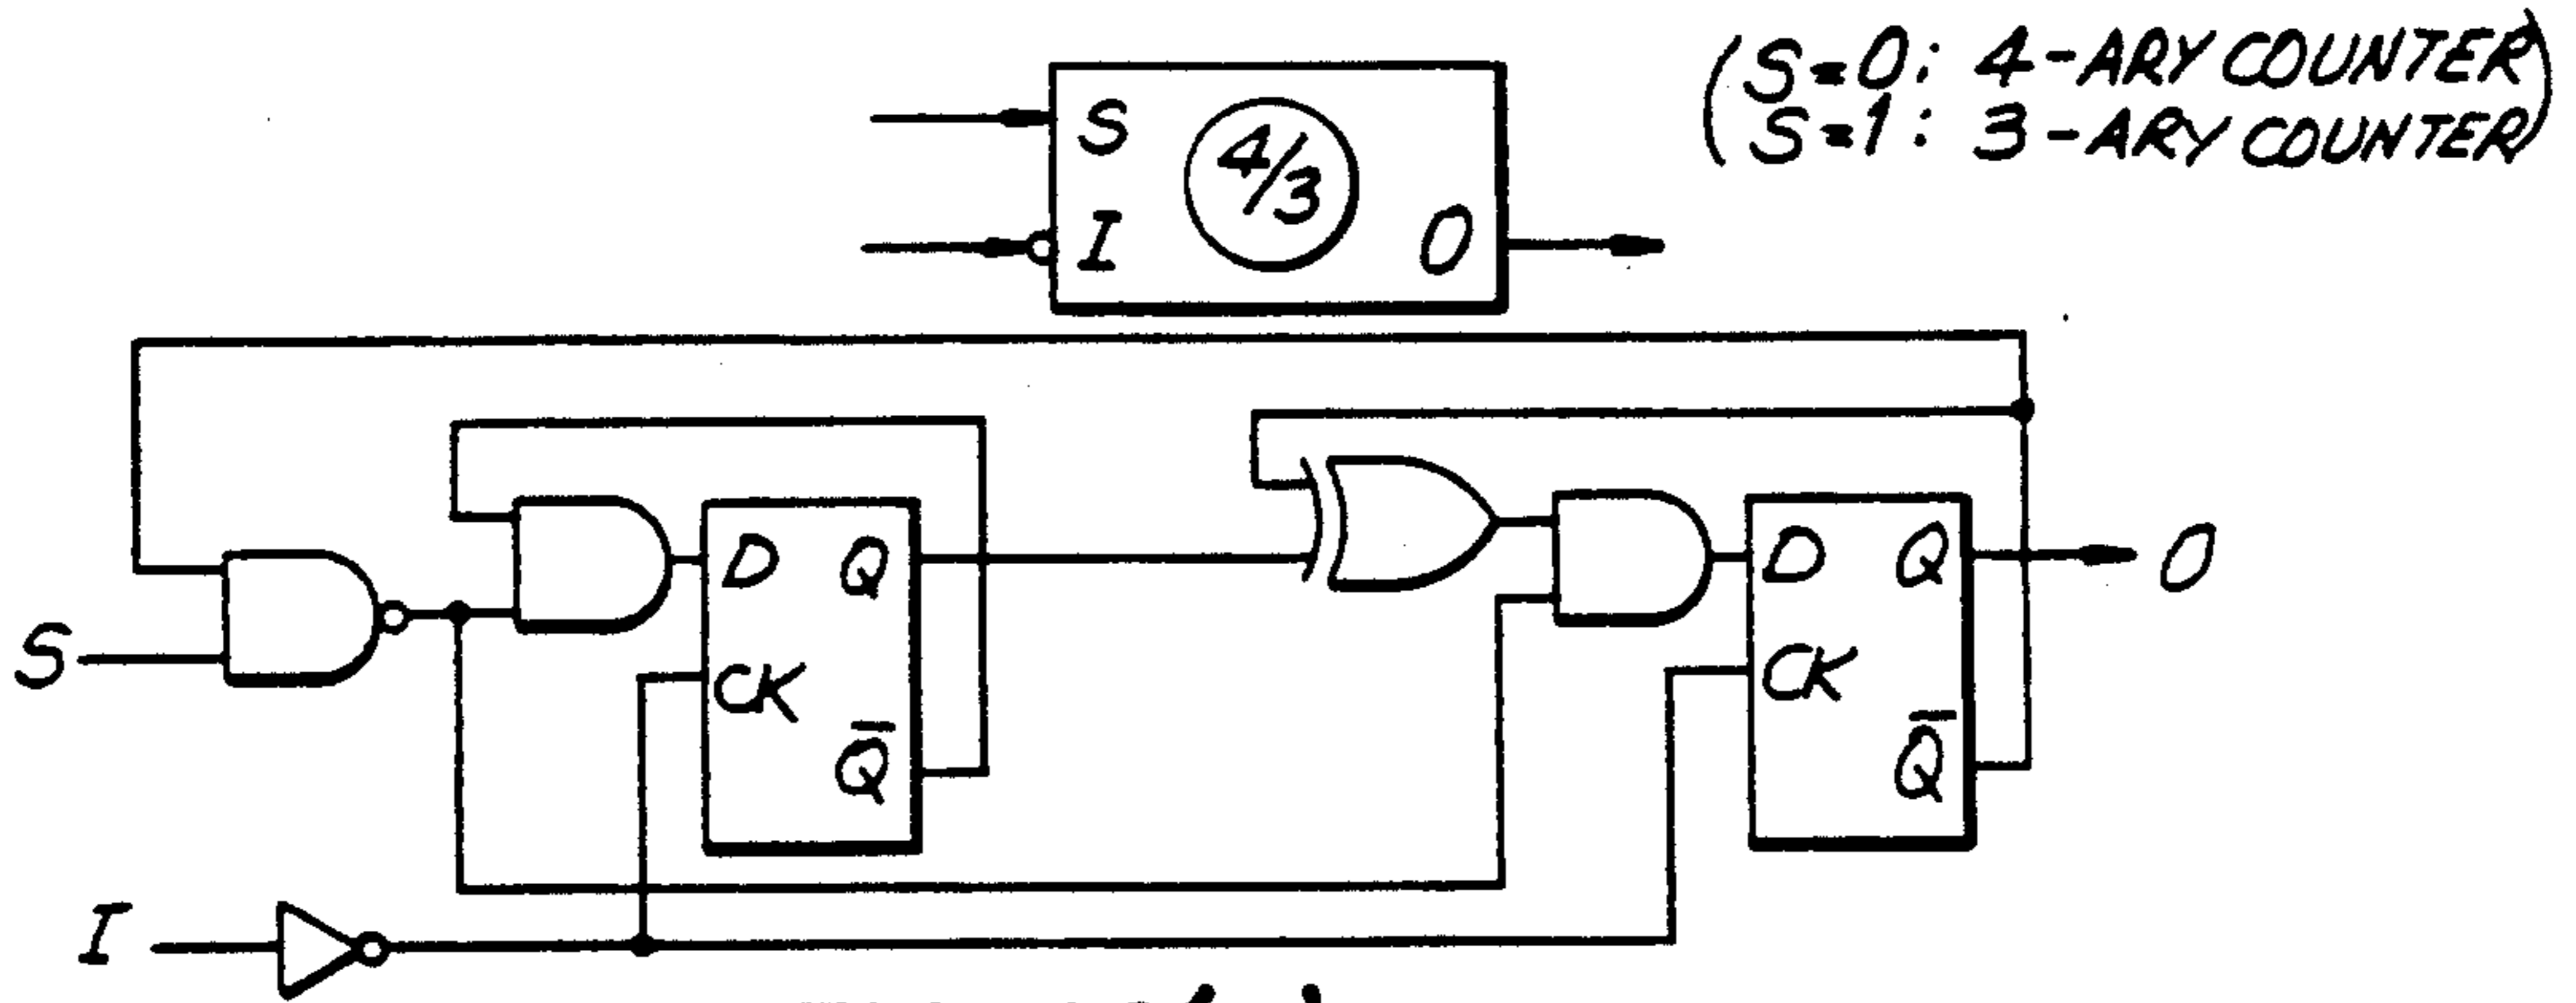 (S=0: 4-ARY COUNTER
S=1: 3-ARY COUNTER)
S
4/3
I
O
D
Q
D
Q
O
S
CK
CK
Q̅
Q̅
I